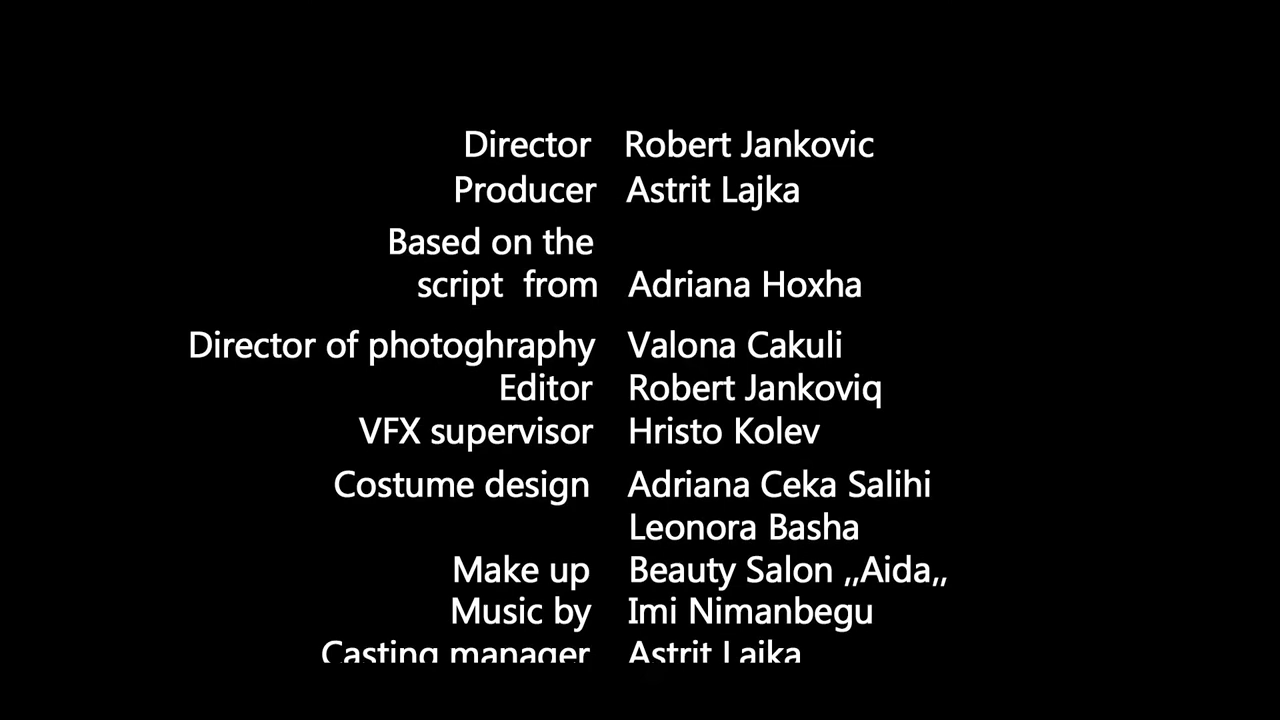 Director Robert Jankovic
Producer Astrit Lajka
Based on the
script from Adriana Hoxha
Director of photoghraphy Valona Cakuli
Editor Robert Jankoviq
VFX supervisor Hristo Kolev
Costume design Adriana Ceka Salihi
Leonora Basha
Make up Beauty Salon ,,Aida,,
Music by Imi Nimanbegu
Casting manager Astrit Lajka